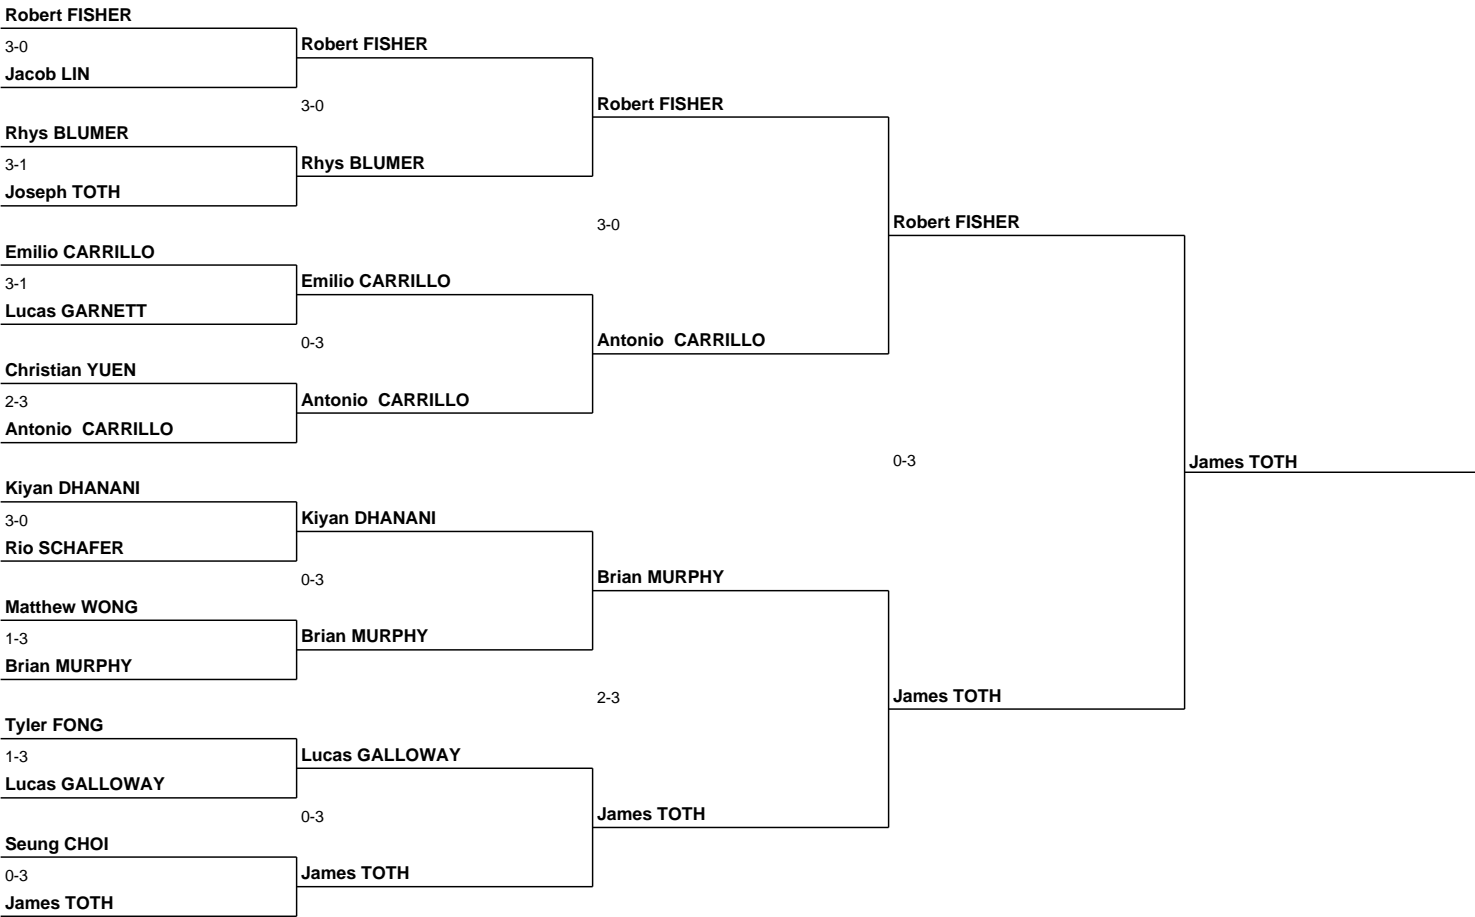 Robert FISHER
3-0
Jacob LIN
Rhys BLUMER
3-1
Joseph TOTH
Emilio CARRILLO
3-1
Lucas GARNETT
Christian YUEN
2-3
Antonio  CARRILLO
Kiyan DHANANI
3-0
Rio SCHAFER
Matthew WONG
1-3
Brian MURPHY
Tyler FONG
1-3
Lucas GALLOWAY
Seung CHOI
0-3
James TOTH
Robert FISHER
3-0
Rhys BLUMER
Emilio CARRILLO
0-3
Antonio  CARRILLO
Kiyan DHANANI
0-3
Brian MURPHY
Lucas GALLOWAY
0-3
James TOTH
Robert FISHER
3-0
Antonio  CARRILLO
Brian MURPHY
2-3
James TOTH
Robert FISHER
0-3
James TOTH
James TOTH